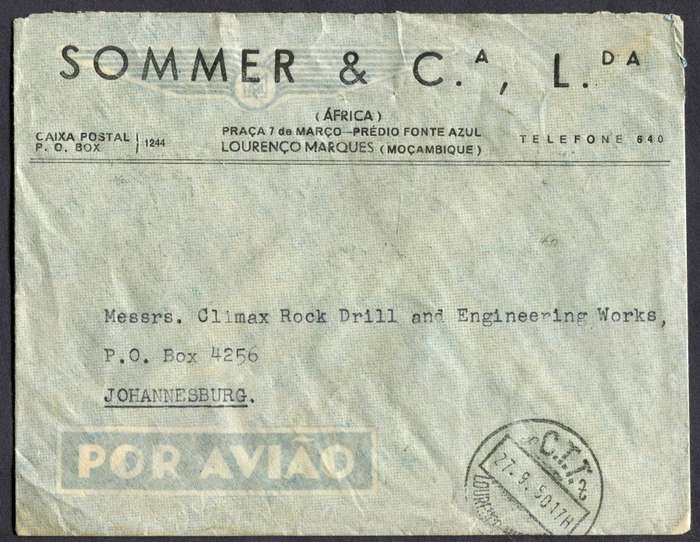 SOMMER & C.ᴬ, L.ᴰᴬ
(ÁFRICA)
CAIXA POSTAL
P. O. BOX
1244
PRAÇA 7 de MARÇO—PRÉDIO FONTE AZUL
LOURENÇO MARQUES (MOÇAMBIQUE)
TELEFONE 640
Messrs. Climax Rock Drill and Engineering Works,
P.O. Box 4256
JOHANNESBURG.
POR AVIÃO
C.T.T.
27.9.50 17H